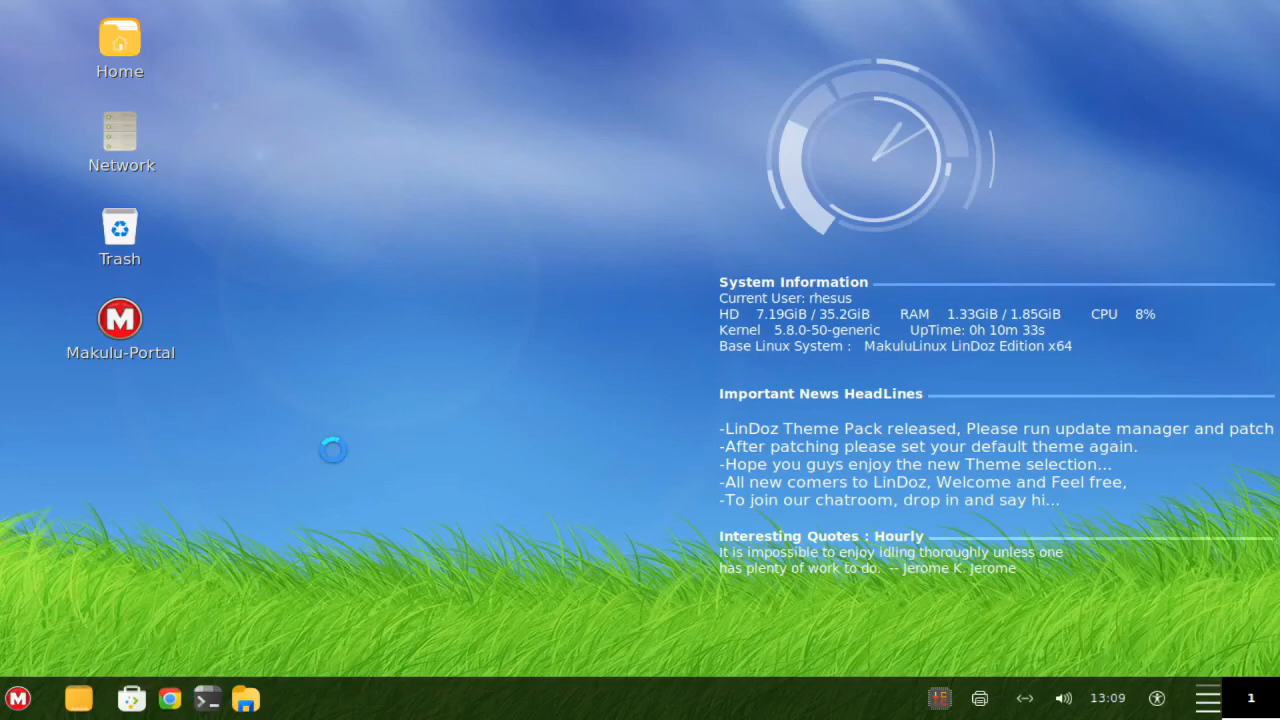 Home
Network
Trash
M
Makulu-Portal
System Information
Current User: rhesus
HD 7.19GiB / 35.2GiB RAM 1.33GiB / 1.85GiB CPU 8%
Kernel 5.8.0-50-generic UpTime: 0h 10m 33s
Base Linux System : MakuluLinux LinDoz Edition x64
Important News HeadLines
-LinDoz Theme Pack released, Please run update manager and patch
-After patching please set your default theme again.
-Hope you guys enjoy the new Theme selection...
-All new comers to LinDoz, Welcome and Feel free,
-To join our chatroom, drop in and say hi...
Interesting Quotes : Hourly
It is impossible to enjoy idling thoroughly unless one
has plenty of work to do. -- Jerome K. Jerome
M 13:09 1